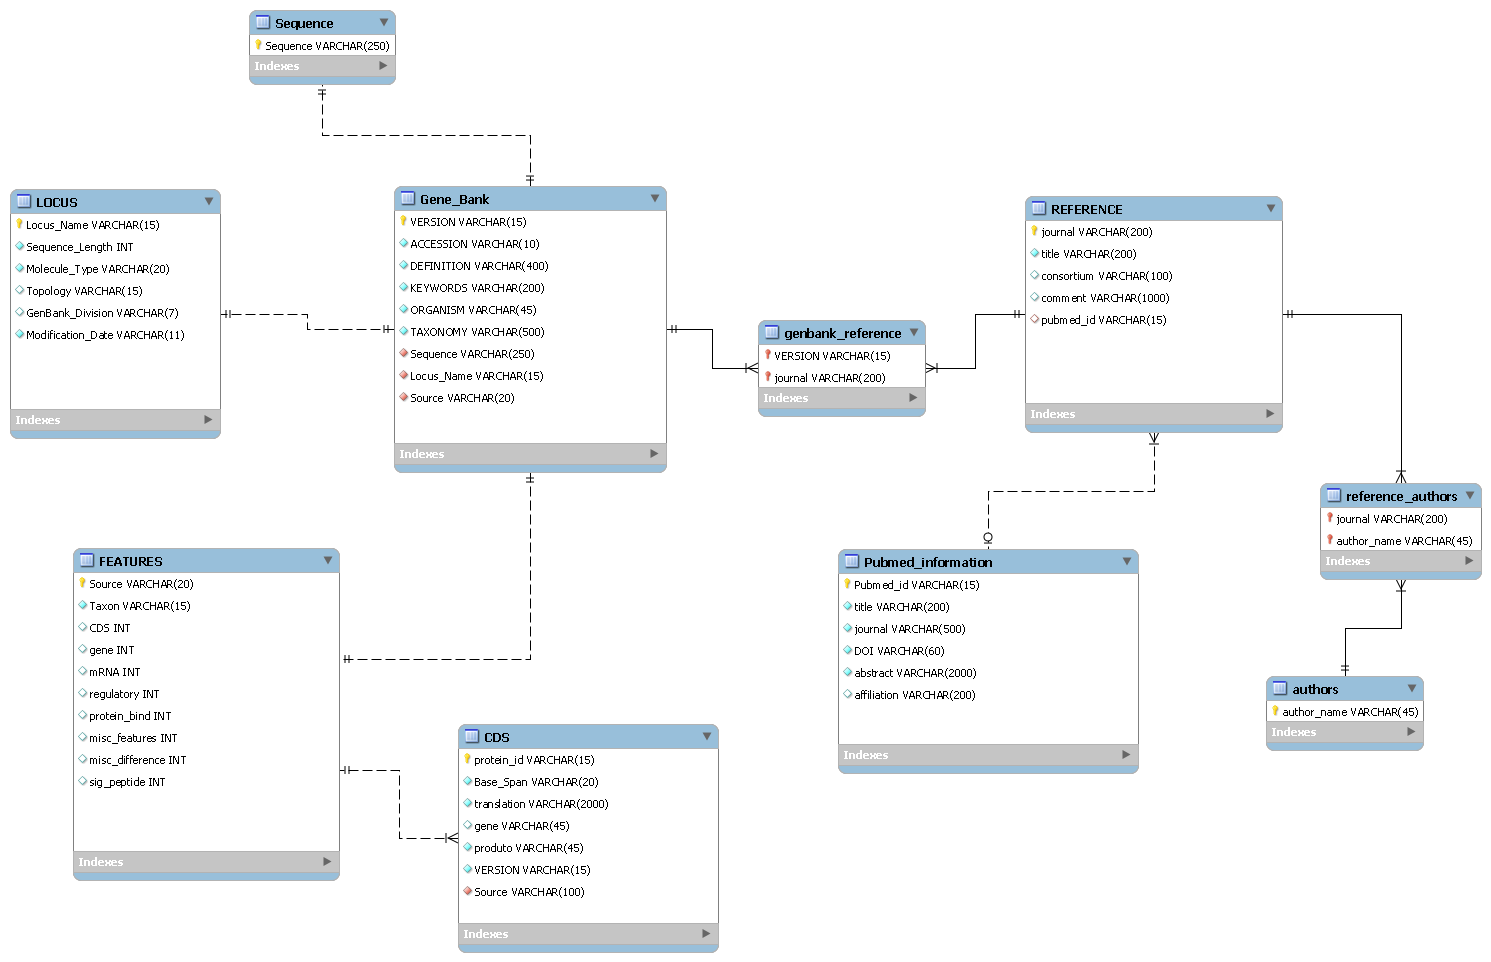 Sequence
Sequence VARCHAR(250)
Indexes
LOCUS
Locus_Name VARCHAR(15)
Sequence_Length INT
Molecule_Type VARCHAR(20)
Topology VARCHAR(15)
GenBank_Division VARCHAR(7)
Modification_Date VARCHAR(11)
Indexes
Gene_Bank
VERSION VARCHAR(15)
ACCESSION VARCHAR(10)
DEFINITION VARCHAR(400)
KEYWORDS VARCHAR(200)
ORGANISM VARCHAR(45)
TAXONOMY VARCHAR(500)
Sequence VARCHAR(250)
Locus_Name VARCHAR(15)
Source VARCHAR(20)
Indexes
genbank_reference
VERSION VARCHAR(15)
journal VARCHAR(200)
Indexes
REFERENCE
journal VARCHAR(200)
title VARCHAR(200)
consortium VARCHAR(100)
comment VARCHAR(1000)
pubmed_id VARCHAR(15)
Indexes
reference_authors
journal VARCHAR(200)
author_name VARCHAR(45)
Indexes
FEATURES
Source VARCHAR(20)
Taxon VARCHAR(15)
CDS INT
gene INT
mRNA INT
regulatory INT
protein_bind INT
misc_features INT
misc_difference INT
sig_peptide INT
Indexes
Pubmed_information
Pubmed_id VARCHAR(15)
title VARCHAR(200)
journal VARCHAR(500)
DOI VARCHAR(60)
abstract VARCHAR(2000)
affiliation VARCHAR(200)
Indexes
authors
author_name VARCHAR(45)
Indexes
CDS
protein_id VARCHAR(15)
Base_Span VARCHAR(20)
translation VARCHAR(2000)
gene VARCHAR(45)
produto VARCHAR(45)
VERSION VARCHAR(15)
Source VARCHAR(100)
Indexes